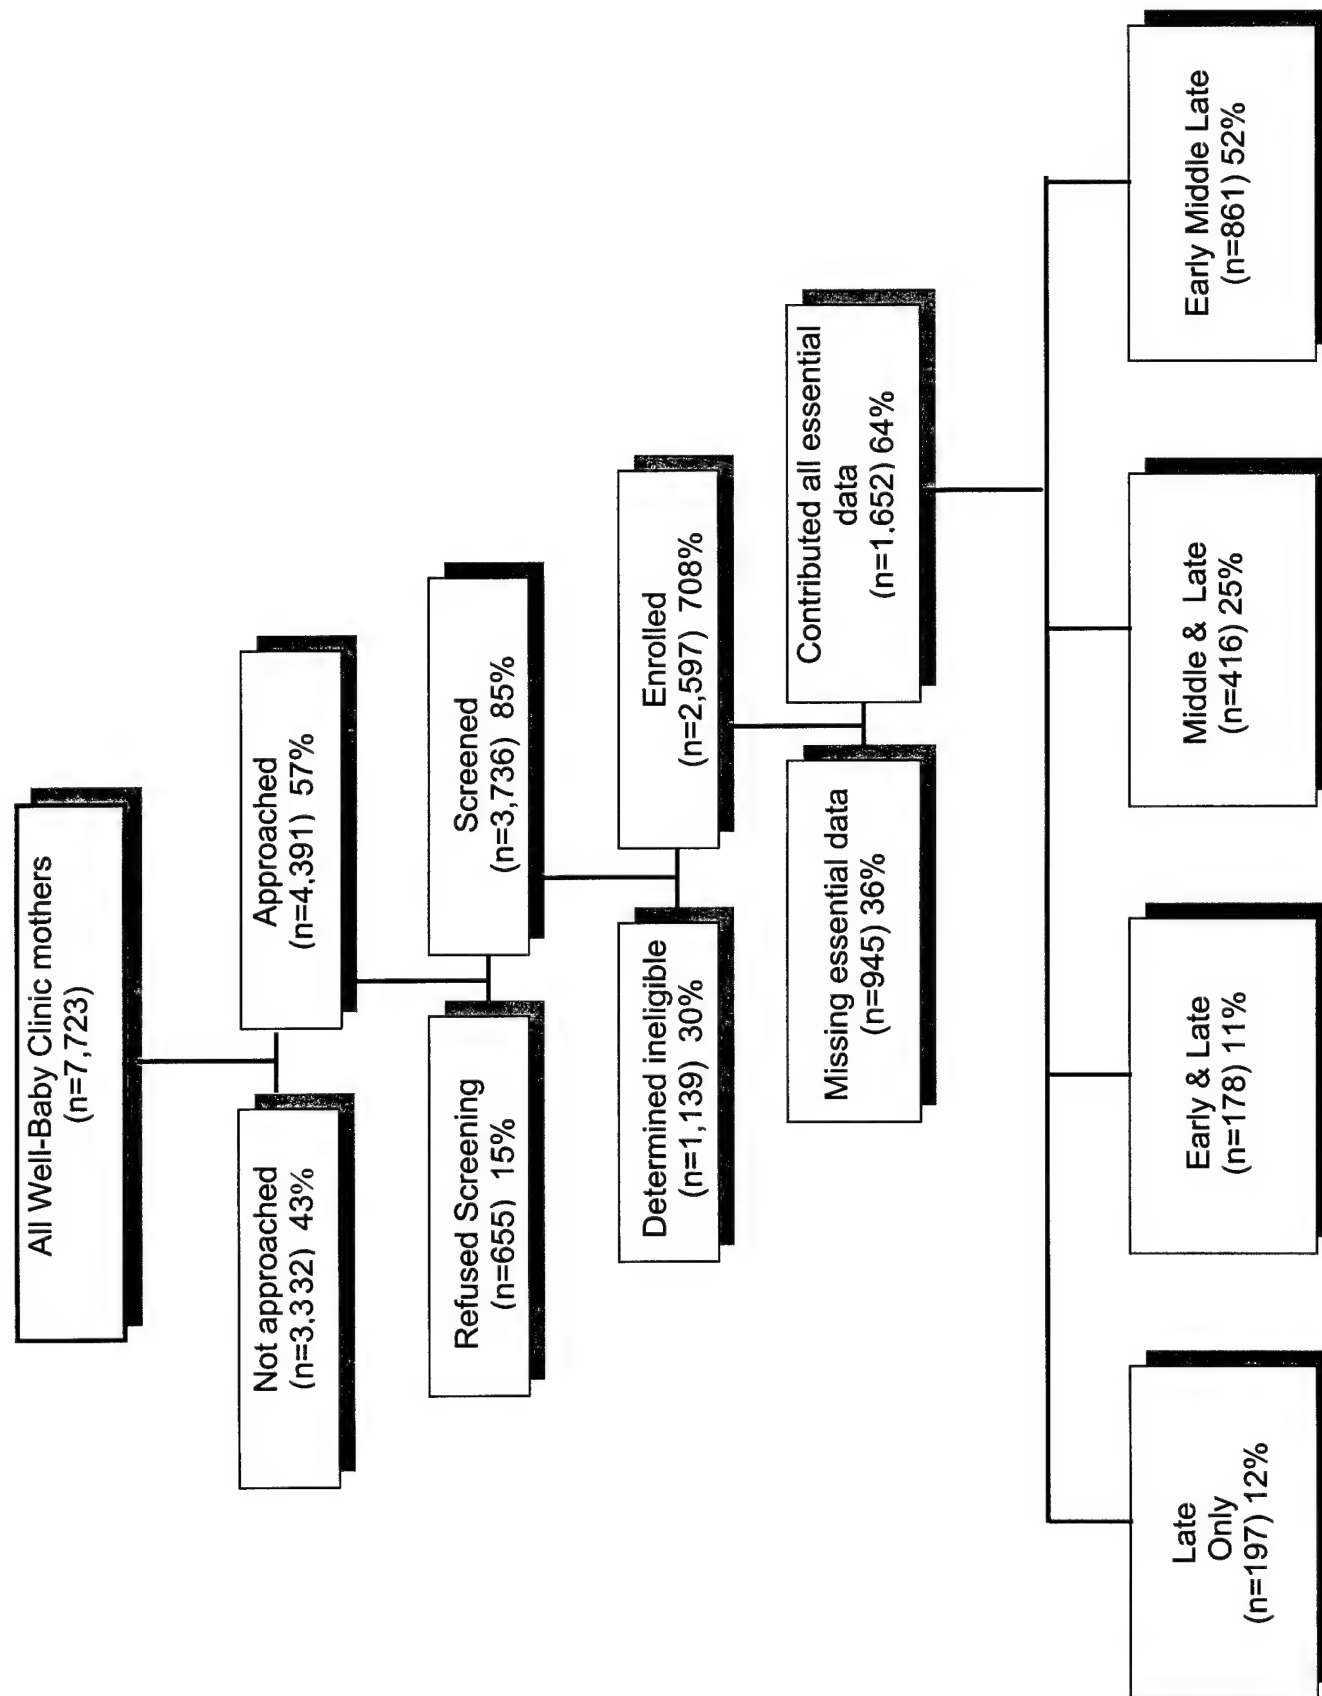 All Well-Baby Clinic mothers
(n=7,723)
Not approached
(n=3,332) 43%
Approached
(n=4,391) 57%
Refused Screening
(n=655) 15%
Screened
(n=3,736) 85%
Determined ineligible
(n=1,139) 30%
Enrolled
(n=2,597) 708%
Missing essential data
(n=945) 36%
Contributed all essential
data
(n=1,652) 64%
Late
Only
(n=197) 12%
Early & Late
(n=178) 11%
Middle & Late
(n=416) 25%
Early Middle Late
(n=861) 52%